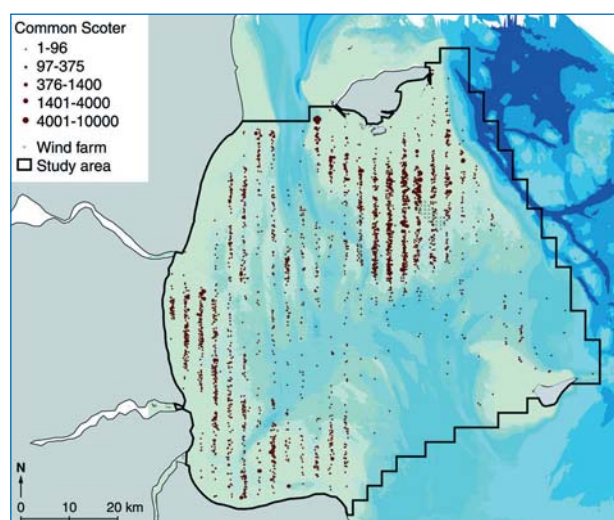 Common Scoter
1-96
97-375
376-1400
1401-4000
4001-10000
Wind farm
Study area
N
0 10 20 km